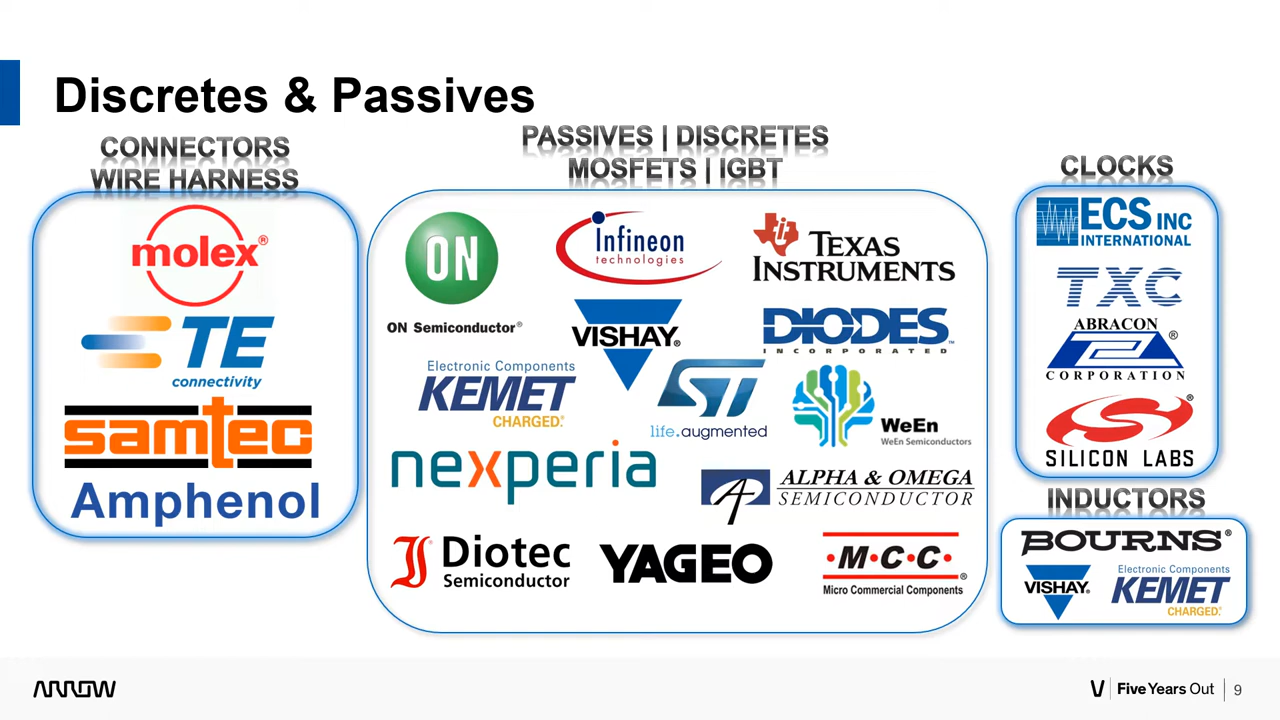 Discretes & Passives
CONNECTORS
WIRE HARNESS
molex®
TE
connectivity
samtec
Amphenol
PASSIVES | DISCRETES
MOSFETS | IGBT
ON
ON Semiconductor®
Infineon
technologies
TEXAS
INSTRUMENTS
VISHAY®
DIODES™
INCORPORATED
Electronic Components
KEMET
CHARGED.®
ST
life.augmented
WeEn
WeEn Semiconductors
nexperia
ALPHA & OMEGA
SEMICONDUCTOR
Diotec
Semiconductor
YAGEO
·M·C·C·®
Micro Commercial Components
CLOCKS
ECS INC
INTERNATIONAL
TXC
ABRACON®
CORPORATION
SILICON LABS®
INDUCTORS
BOURNS®
VISHAY®
Electronic Components
KEMET
CHARGED.®
ARROW
Five Years Out
9